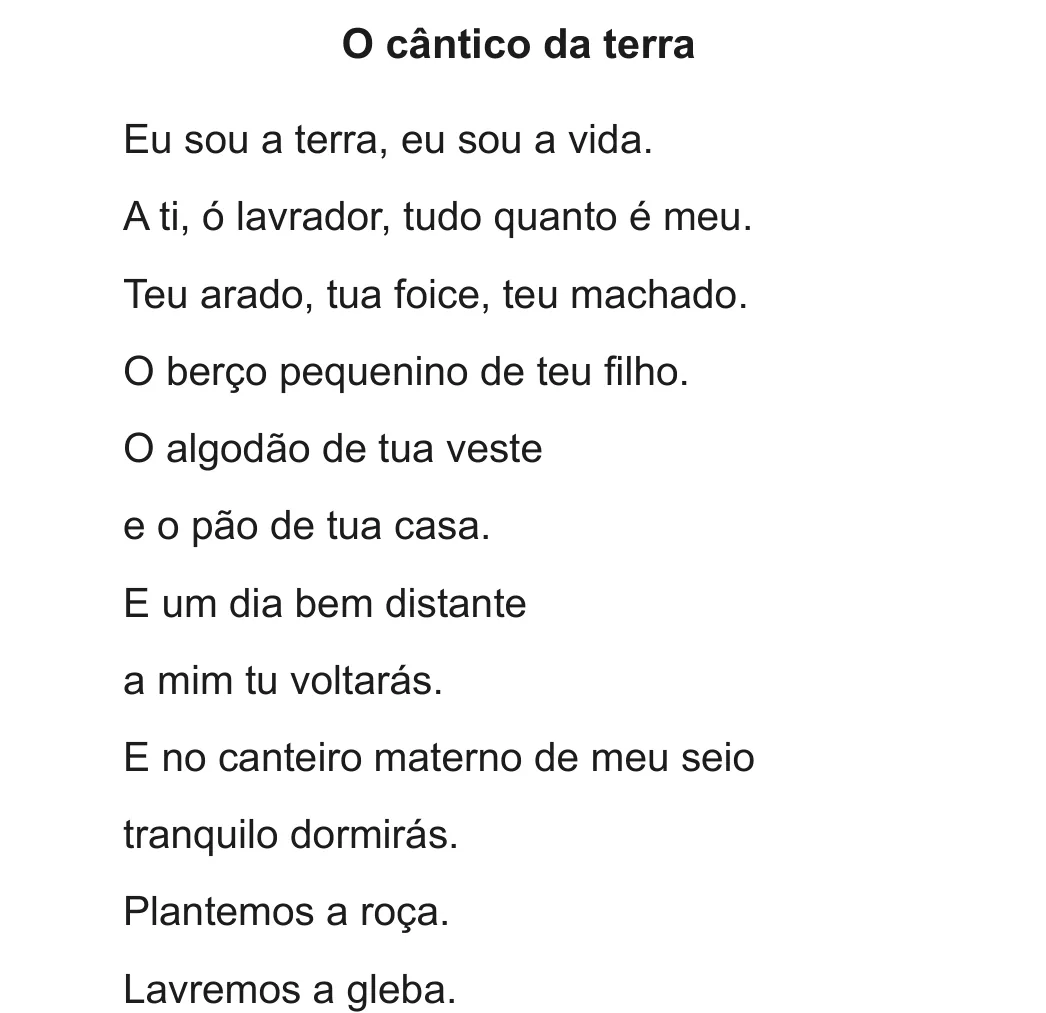 O cântico da terra
Eu sou a terra, eu sou a vida.
A ti, ó lavrador, tudo quanto é meu.
Teu arado, tua foice, teu machado.
O berço pequenino de teu filho.
O algodão de tua veste
e o pão de tua casa.
E um dia bem distante
a mim tu voltarás.
E no canteiro materno de meu seio
tranquilo dormirás.
Plantemos a roça.
Lavremos a gleba.